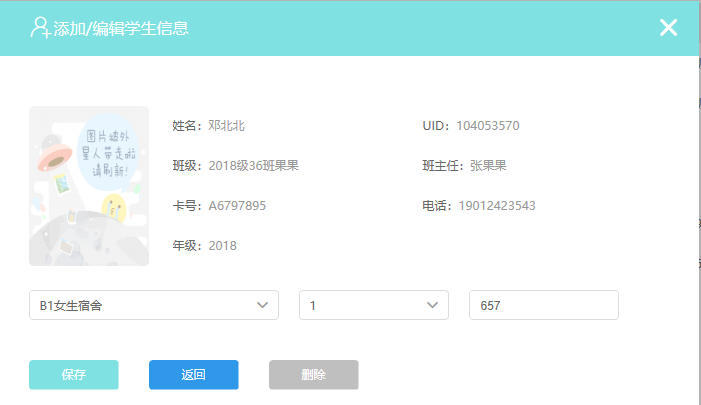 添加/编辑学生信息
图片被外
星人带走啦
请刷新!
姓名：邓北北
UID：104053570
班级：2018级36班果果
班主任：张果果
卡号：A6797895
电话：19012423543
年级：2018
B1女生宿舍
1
657
保存
返回
删除